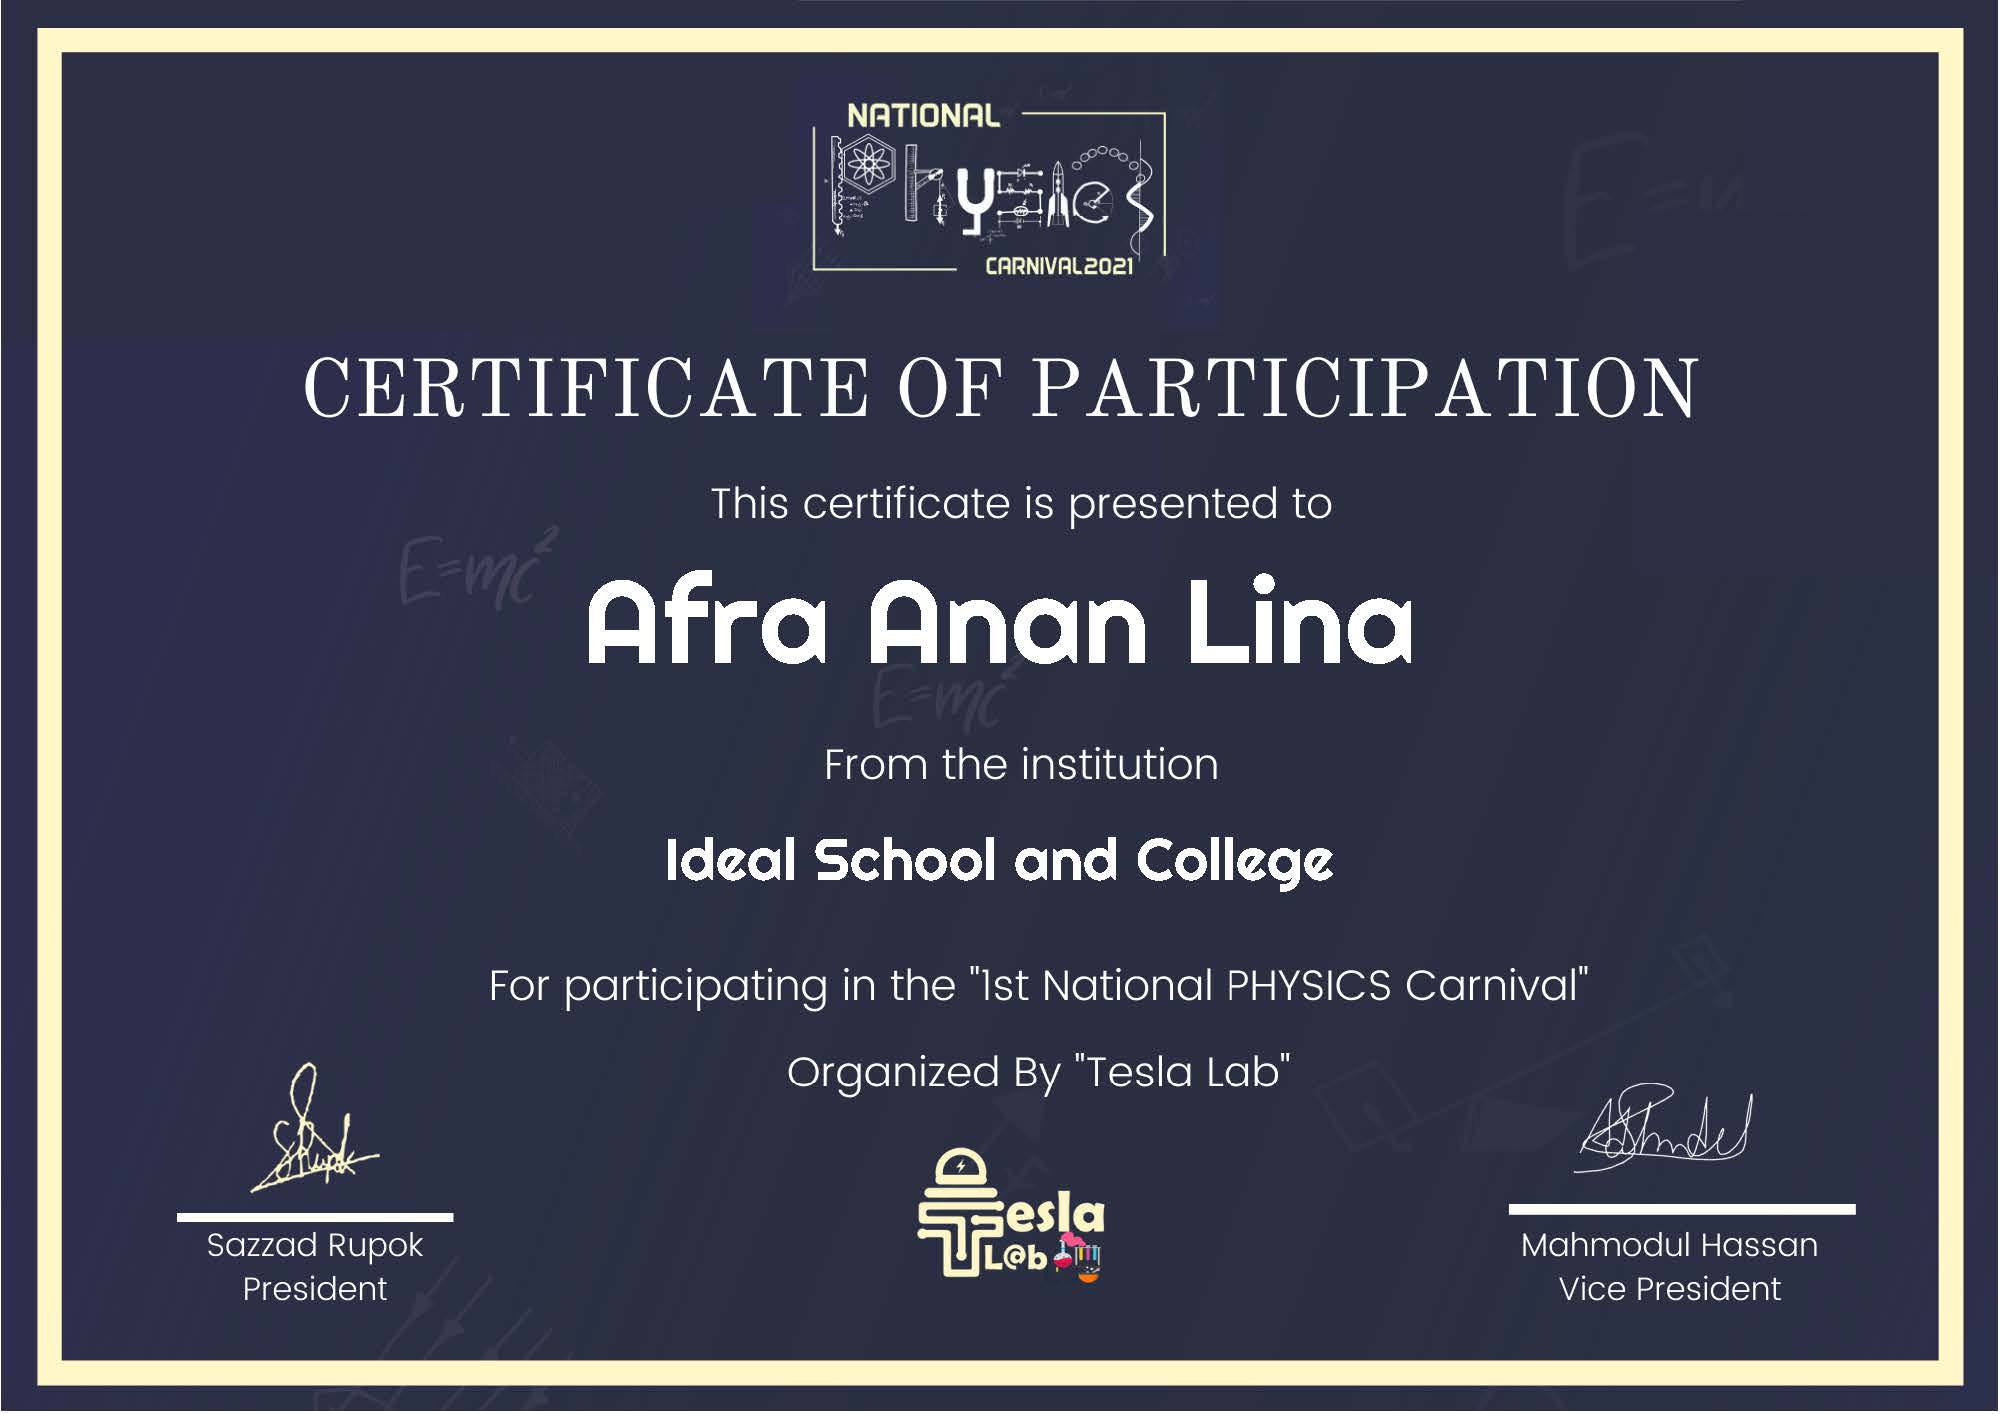 NATIONAL
Physics
CARNIVAL2021
CERTIFICATE OF PARTICIPATION
This certificate is presented to
E=mc²
Afra Anan Lina
E=mc²
From the institution
Ideal School and College
For participating in the "1st National PHYSICS Carnival"
Organized By "Tesla Lab"
Tesla
L@b
Sazzad Rupok
President
Mahmodul Hassan
Vice President